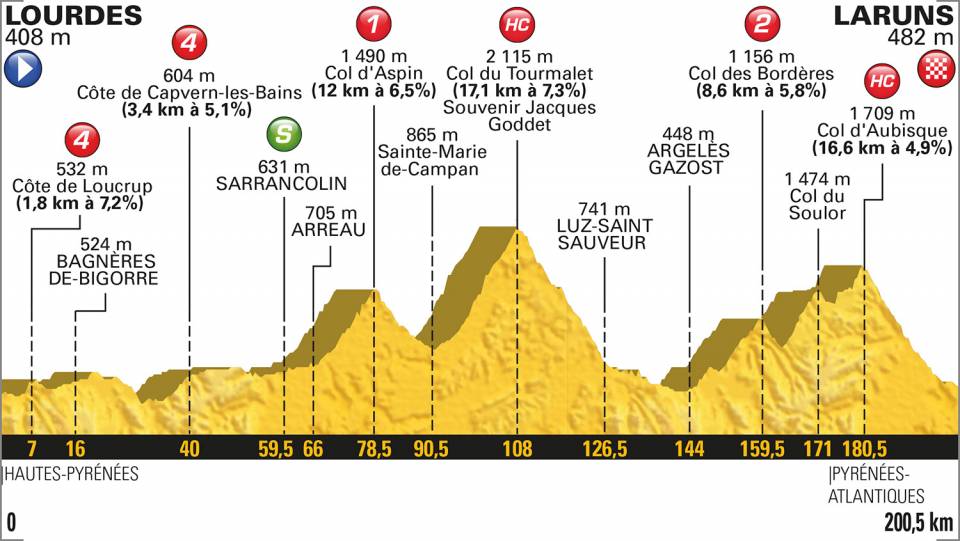 LOURDES
408 m
4
532 m
Côte de Loucrup
(1,8 km à 7,2%)
524 m
BAGNÈRES
DE-BIGORRE
4
604 m
Côte de Capvern-les-Bains
(3,4 km à 5,1%)
S
631 m
SARRANCOLIN
705 m
ARREAU
1
1 490 m
Col d'Aspin
(12 km à 6,5%)
865 m
Sainte-Marie
de-Campan
HC
2 115 m
Col du Tourmalet
(17,1 km à 7,3%)
Souvenir Jacques
Goddet
741 m
LUZ-SAINT
SAUVEUR
448 m
ARGELÈS
GAZOST
2
1 156 m
Col des Bordères
(8,6 km à 5,8%)
1 474 m
Col du
Soulor
HC
1 709 m
Col d'Aubisque
(16,6 km à 4,9%)
LARUNS
482 m
7 16 40 59,5 66 78,5 90,5 108 126,5 144 159,5 171 180,5
|HAUTES-PYRÉNÉES
|PYRÉNÉES-
ATLANTIQUES
0
200,5 km